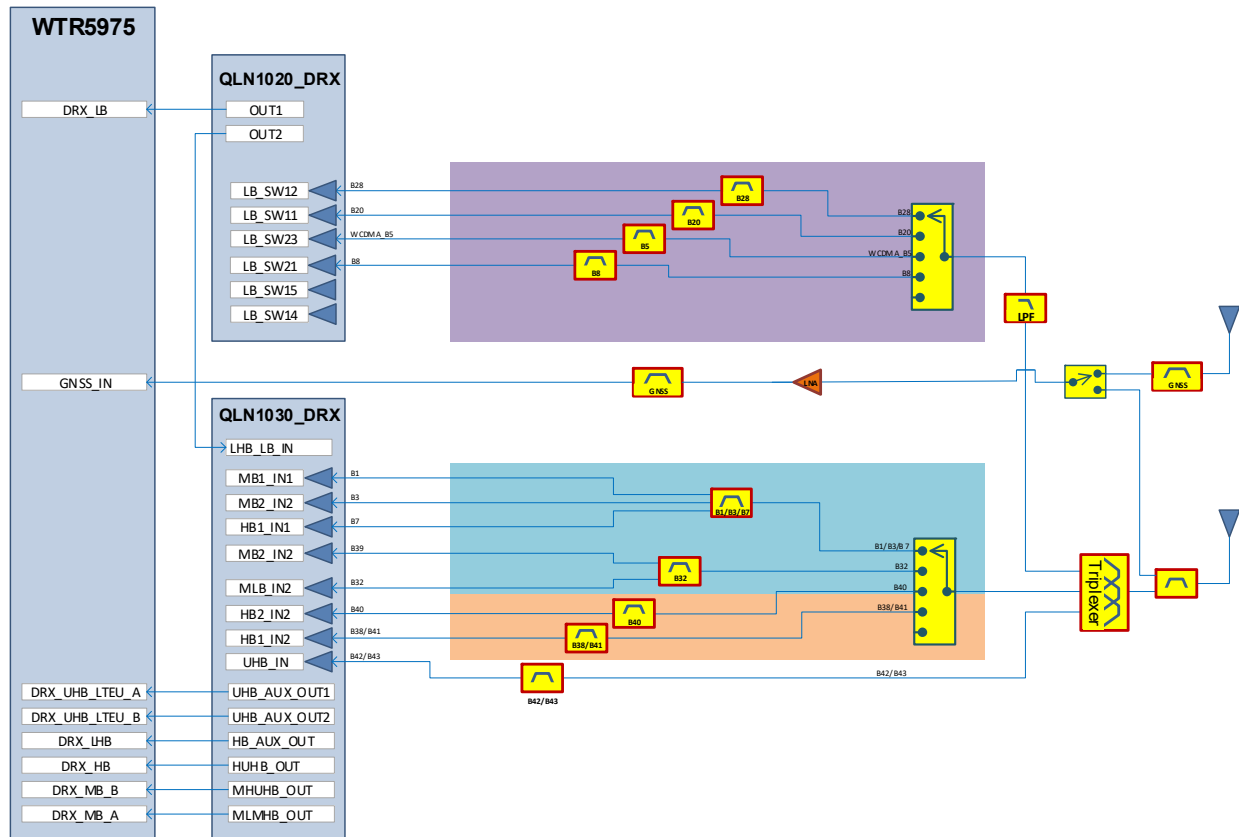 WTR5975
QLN1020_DRX
DRX_LB
OUT1
OUT2
LB_SW12
B28
B28
B28
LB_SW11
B20
B20
B20
LB_SW23
WCDMA_B5
B5
WCDMA_B5
LB_SW21
B8
B8
B8
LB_SW15
LB_SW14
LPF
GNSS_IN
GNSS
LNA
GNSS
QLN1030_DRX
LHB_LB_IN
MB1_IN1
B1
MB2_IN2
B3
B1/B3/B7
HB1_IN1
B7
MB2_IN2
B39
B1/B3/B 7
B32
B32
MLB_IN2
B32
B40
HB2_IN2
B40
B40
B38/B41
HB1_IN2
B38/B41
B38/B41
UHB_IN
B42/B43
B42/B43
B42/B43
Triplexer
DRX_UHB_LTEU_A
UHB_AUX_OUT1
DRX_UHB_LTEU_B
UHB_AUX_OUT2
DRX_LHB
HB_AUX_OUT
DRX_HB
HUHB_OUT
DRX_MB_B
MHUHB_OUT
DRX_MB_A
MLMHB_OUT